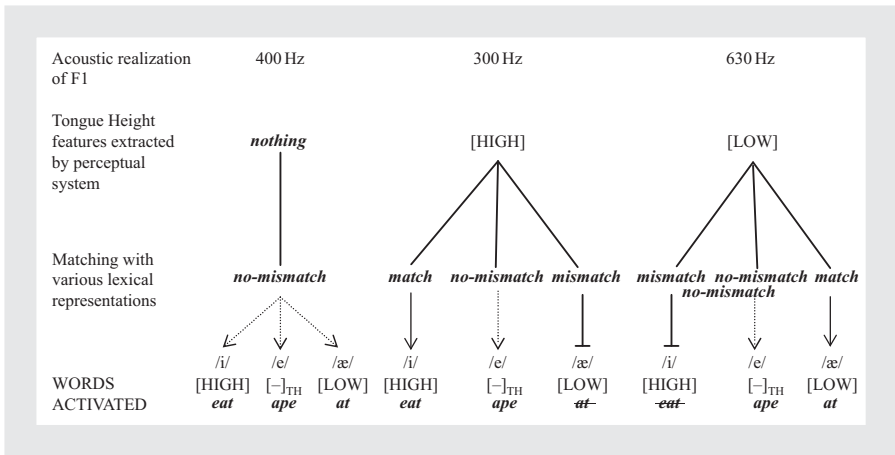 Acoustic realization 400 Hz 300 Hz 630 Hz
of F1
Tongue Height
features extracted nothing [HIGH] [LOW]
by perceptual
system
Matching with
various lexical no-mismatch match no-mismatch mismatch mismatch no-mismatch match
representations no-mismatch
/i/ /e/ /æ/ /i/ /e/ /æ/ /i/ /e/ /æ/
WORDS [HIGH] [–]TH [LOW] [HIGH] [–]TH [LOW] [HIGH] [–]TH [LOW]
ACTIVATED eat ape at eat ape at eat ape at